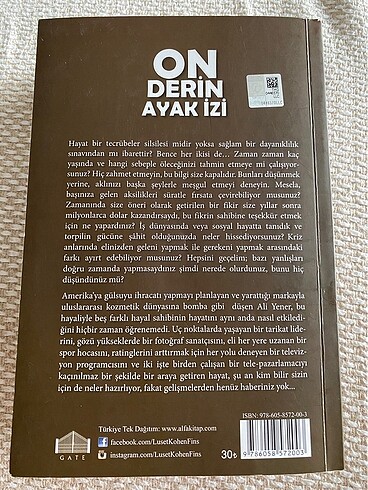 ON
DERİN
AYAK İZİ
Hayat bir tecrübeler silsilesi midir yoksa sağlam bir dayanıklılık
sınavından mı ibarettir? Bence her ikisi de... Zaman zaman kaç
yaşında ve hangi sebeple öleceğinizi tahmin etmeye mi çalışıyor-
sunuz? Hiç zahmet etmeyin, bu bilgi size kapalıdır. Bunları düşünmek
yerine, aklınızı başka şeylerle meşgul etmeyi deneyin. Mesela,
başınıza gelen aksilikleri süratle fırsata çevirebiliyor musunuz?
Zamanında size öneri olarak getirilen bir fikir size yıllar sonra
milyonlarca dolar kazandırsaydı, bu fikrin sahibine teşekkür etmek
için ne yapardınız? İş dünyasında veya sosyal hayatta tanıdık ve
torpilin gücüne şahit olduğunuzda neler hissediyorsunuz? Kriz
anlarında elinizden geleni yapmak ile gerekeni yapmak arasındaki
farkı ayırt edebiliyor musunuz? Hepsini geçelim; bazı yanlışları
doğru zamanda yapmasaydınız şimdi nerede olurdunuz, bunu hiç
düşündünüz mü?
Amerika'ya gülsuyu ihracatı yapmayı planlayan ve yarattığı markayla
uluslararası kozmetik dünyasına bomba gibi düşen Ali Yener, bu
hayaliyle beş farklı hayal sahibinin hayatını aynı anda nasıl etkiledi-
ğini hiçbir zaman öğrenemedi. Uç noktalarda yaşayan bir tarikat lide-
rini, gözü yükseklerde bir fotoğraf sanatçısını, eli her yere uzanan bir
spor hocasını, ratinglerini arttırmak için her yolu deneyen bir televiz-
yon programcısını ve iki işte birden çalışan bir tele-pazarlamacıyı
kaçınılmaz bir şekilde bir araya getiren hayat, şu an kim bilir sizin
için de neler hazırlıyor, fakat gelişmelerden henüz haberiniz yok...
Türkiye Tek Dağıtım: www.alfakitap.com
facebook.com/LusetKohenFins
instagram.com/LusetKohenFins
GATE
30₺
ISBN: 978-605-8572-00-3
9786058572003